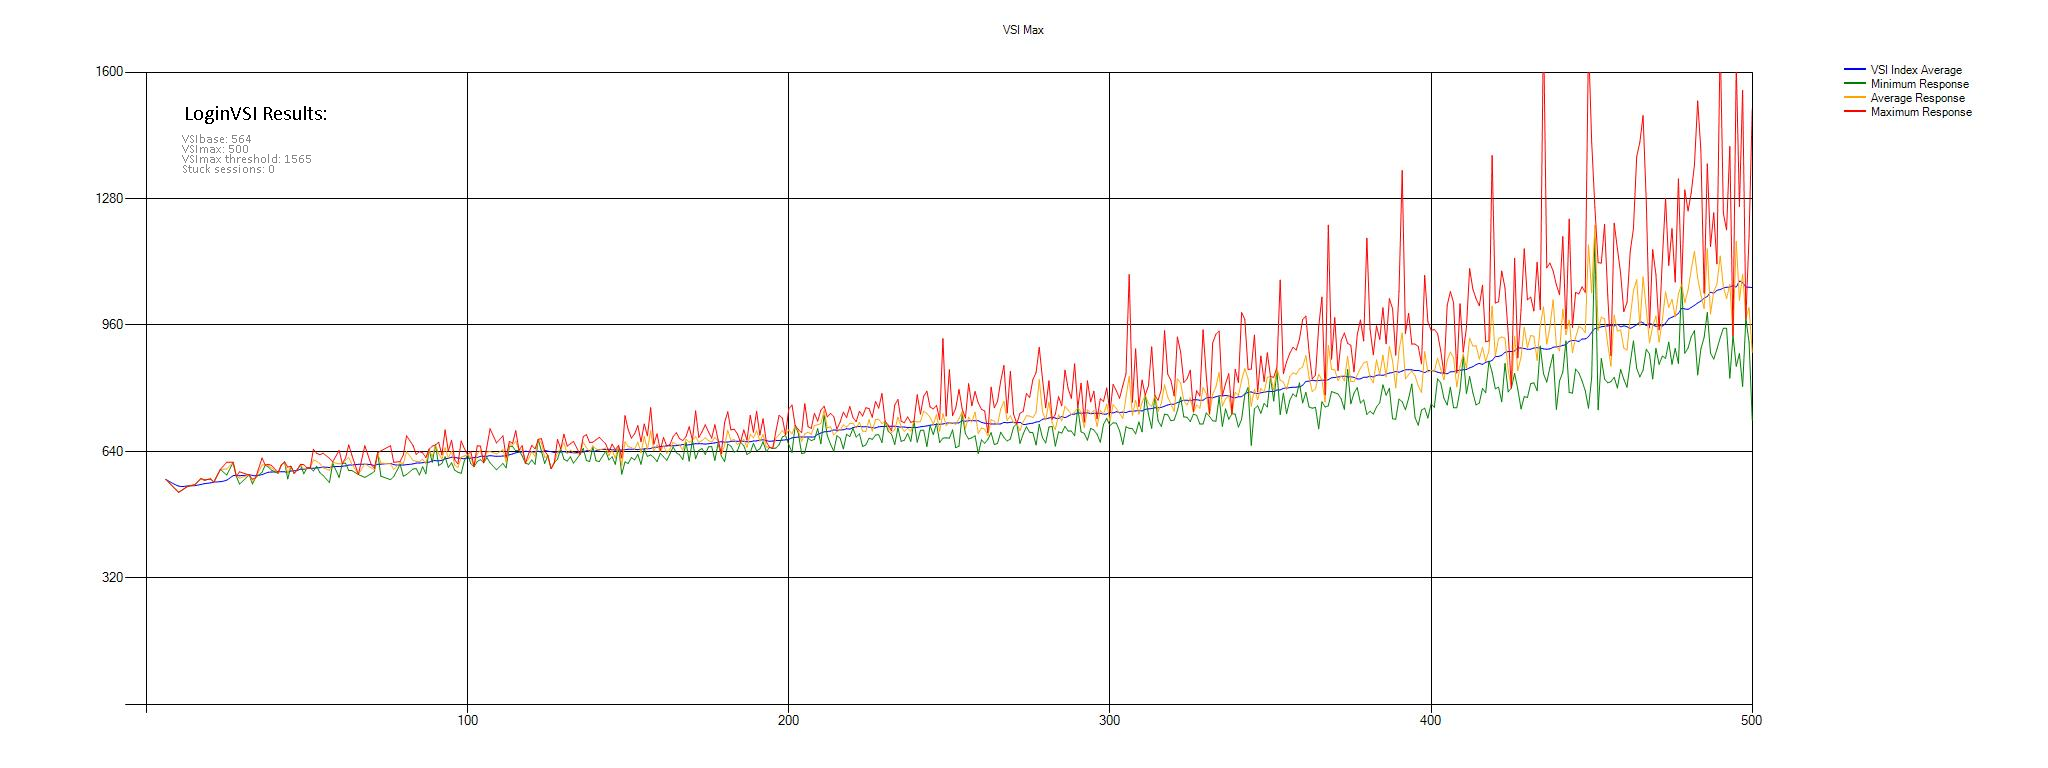 VSI Max
1600
1280
960
640
320
100
200
300
400
500
LoginVSI Results:
VSIbase: 564
VSImax: 500
VSImax threshold: 1565
Stuck sessions: 0
VSI Index Average
Minimum Response
Average Response
Maximum Response